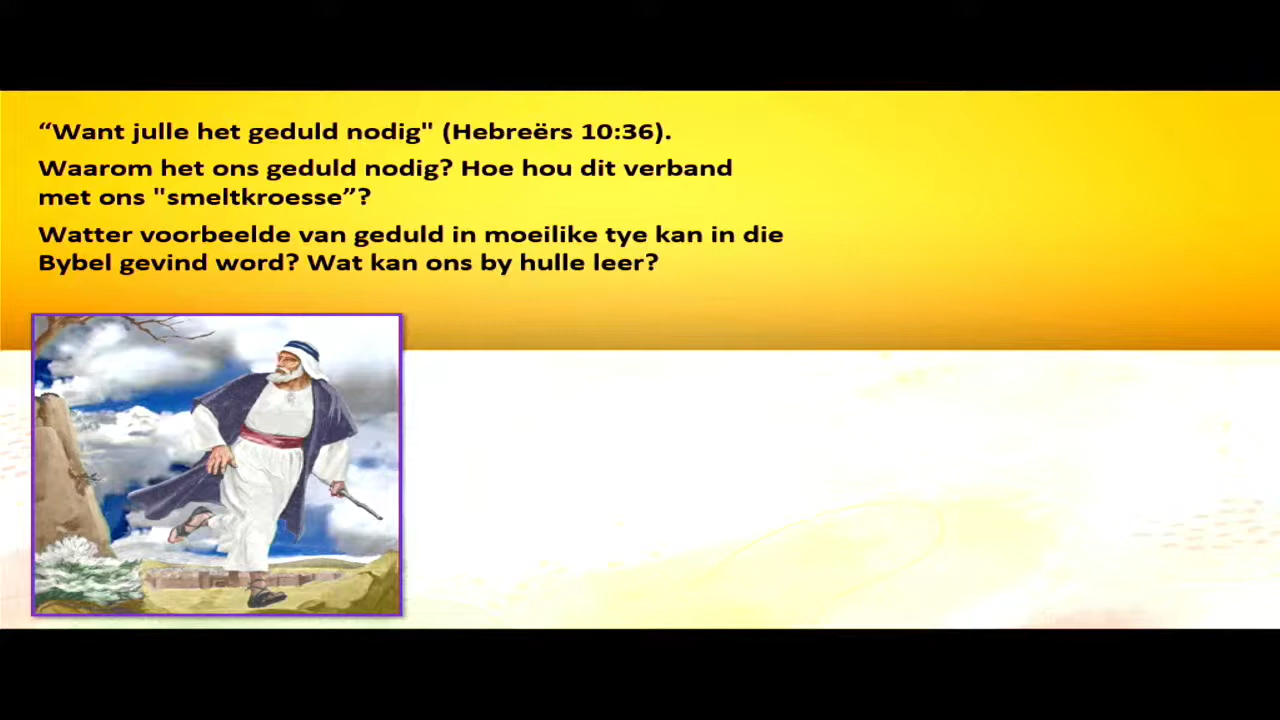 “Want julle het geduld nodig" (Hebreërs 10:36).
Waarom het ons geduld nodig? Hoe hou dit verband
met ons "smeltkroesse”?
Watter voorbeelde van geduld in moeilike tye kan in die
Bybel gevind word? Wat kan ons by hulle leer?